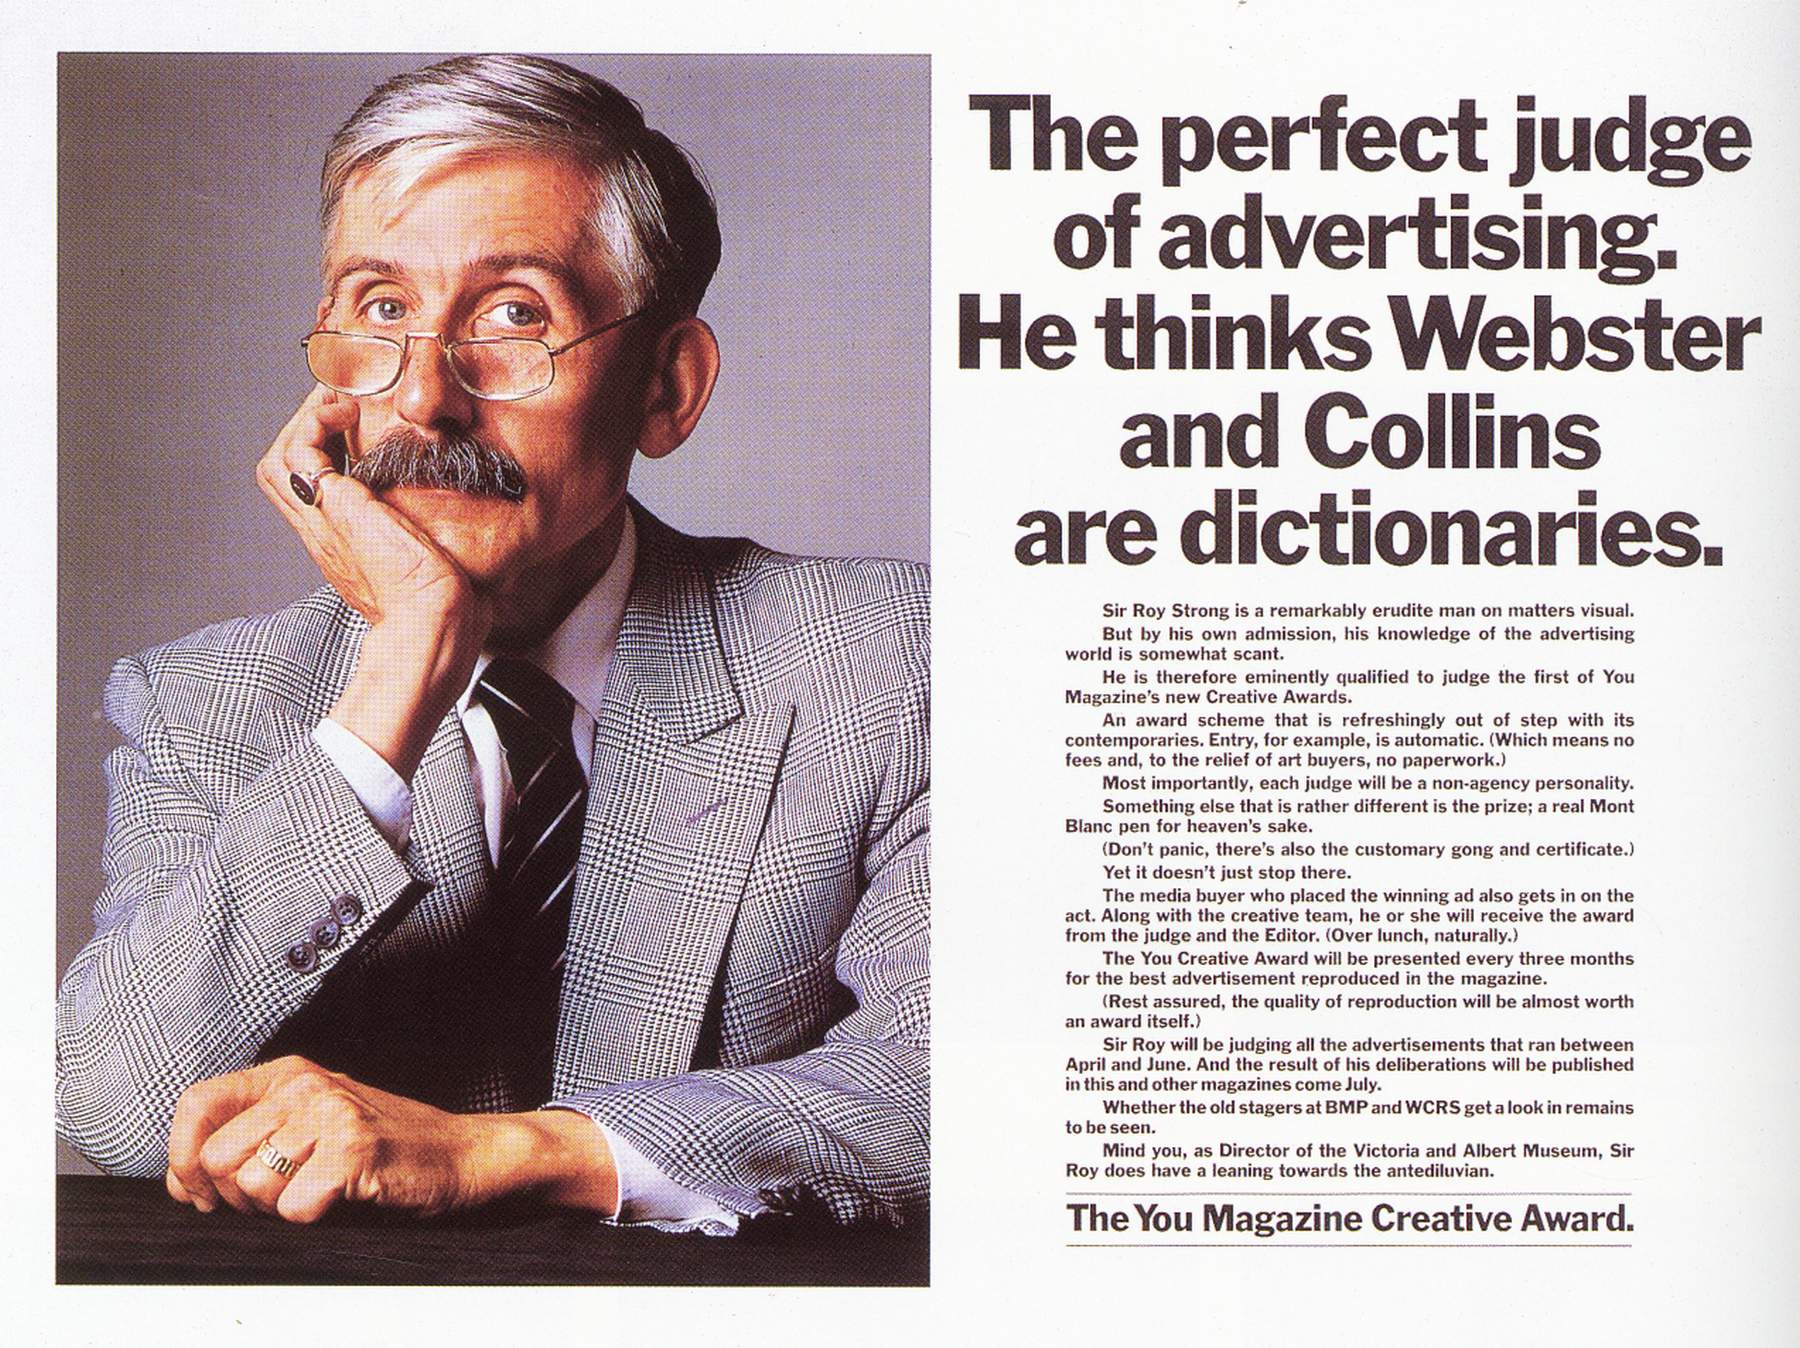 The perfect judge
of advertising.
He thinks Webster
and Collins
are dictionaries.
Sir Roy Strong is a remarkably erudite man on matters visual.
But by his own admission, his knowledge of the advertising
world is somewhat scant.
He is therefore eminently qualified to judge the first of You
Magazine's new Creative Awards.
An award scheme that is refreshingly out of step with its
contemporaries. Entry, for example, is automatic. (Which means no
fees and, to the relief of art buyers, no paperwork.)
Most importantly, each judge will be a non-agency personality.
Something else that is rather different is the prize; a real Mont
Blanc pen for heaven's sake.
(Don't panic, there's also the customary gong and certificate.)
Yet it doesn't just stop there.
The media buyer who placed the winning ad also gets in on the
act. Along with the creative team, he or she will receive the award
from the judge and the Editor. (Over lunch, naturally.)
The You Creative Award will be presented every three months
for the best advertisement reproduced in the magazine.
(Rest assured, the quality of reproduction will be almost worth
an award itself.)
Sir Roy will be judging all the advertisements that ran between
April and June. And the result of his deliberations will be published
in this and other magazines come July.
Whether the old stagers at BMP and WCRS get a look in remains
to be seen.
Mind you, as Director of the Victoria and Albert Museum, Sir
Roy does have a leaning towards the antediluvian.
The You Magazine Creative Award.